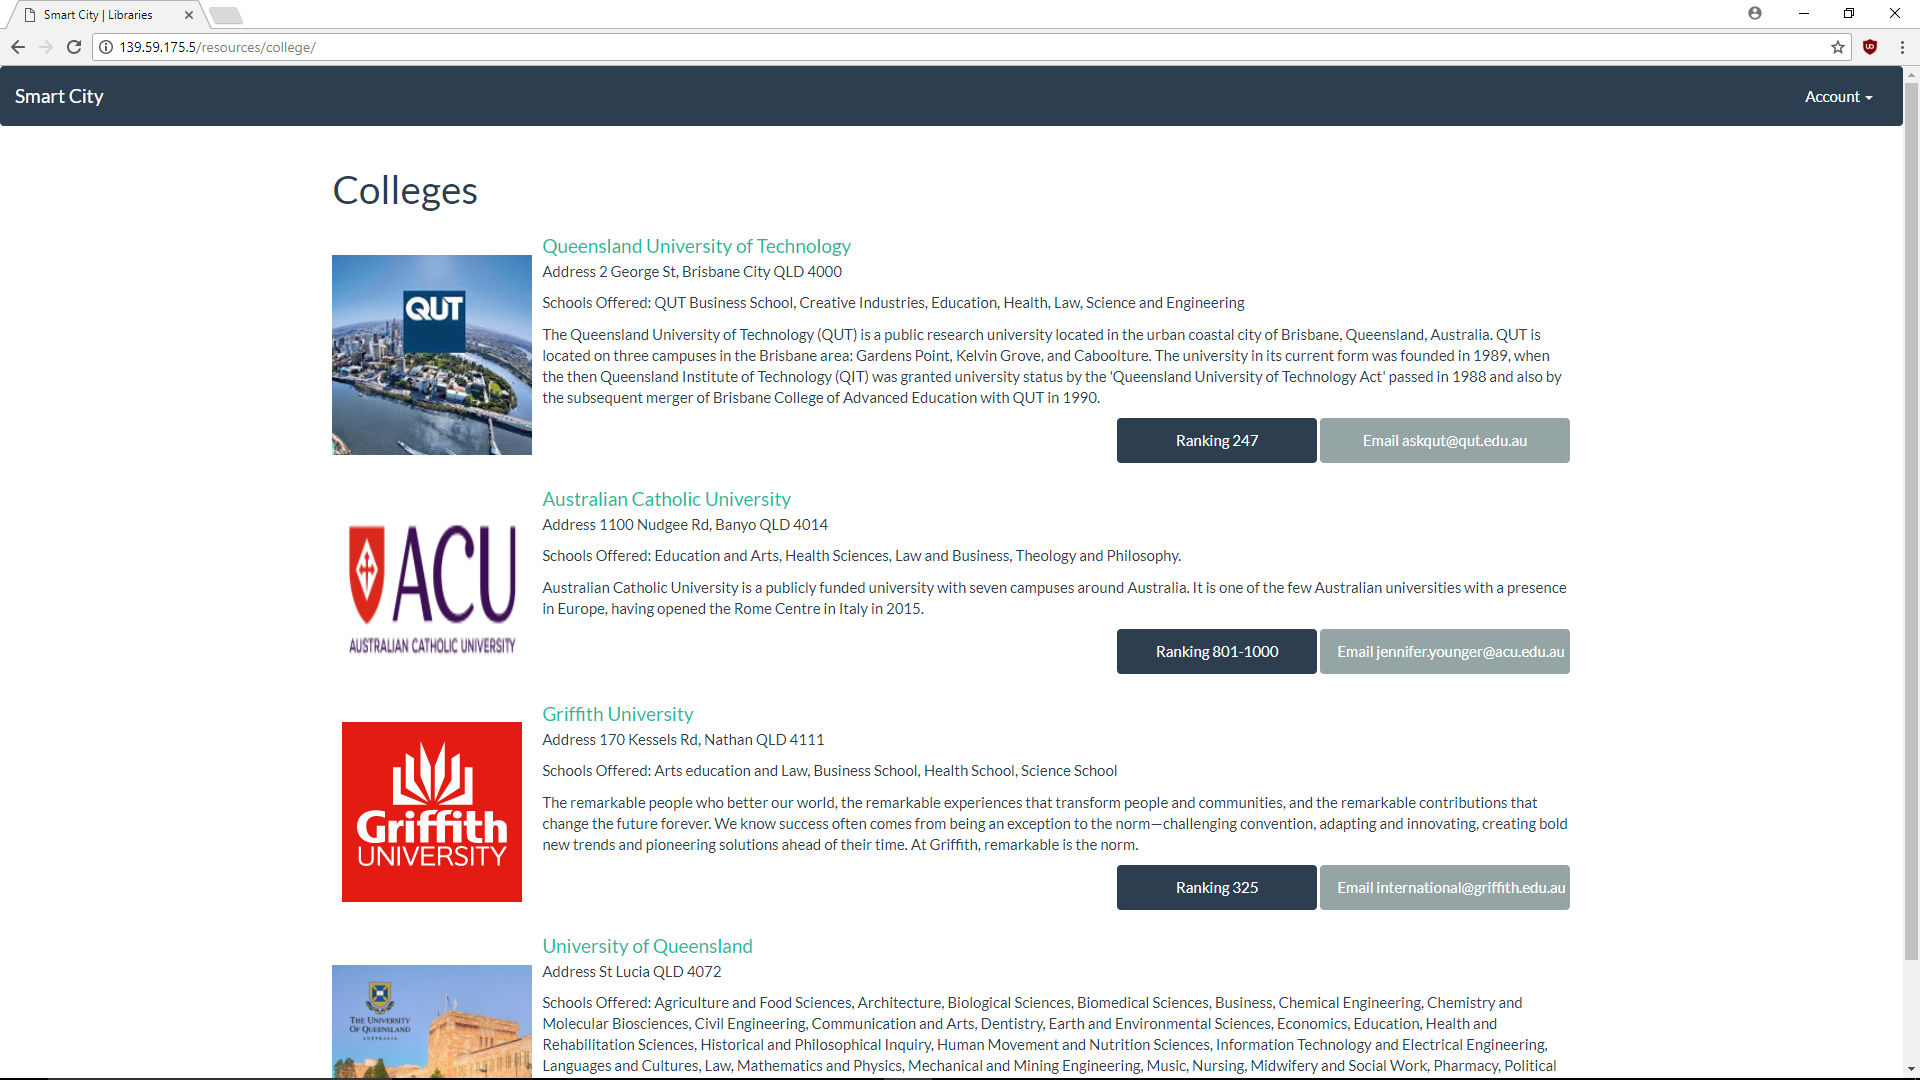 Smart City | Libraries
139.59.175.5/resources/college/
Smart City
Account
Colleges
QUT
Queensland University of Technology
Address 2 George St, Brisbane City QLD 4000
Schools Offered: QUT Business School, Creative Industries, Education, Health, Law, Science and Engineering
The Queensland University of Technology (QUT) is a public research university located in the urban coastal city of Brisbane, Queensland, Australia. QUT is
located on three campuses in the Brisbane area: Gardens Point, Kelvin Grove, and Caboolture. The university in its current form was founded in 1989, when
the then Queensland Institute of Technology (QIT) was granted university status by the 'Queensland University of Technology Act' passed in 1988 and also by
the subsequent merger of Brisbane College of Advanced Education with QUT in 1990.
Ranking 247
Email askqut@qut.edu.au
ACU
AUSTRALIAN CATHOLIC UNIVERSITY
Australian Catholic University
Address 1100 Nudgee Rd, Banyo QLD 4014
Schools Offered: Education and Arts, Health Sciences, Law and Business, Theology and Philosophy.
Australian Catholic University is a publicly funded university with seven campuses around Australia. It is one of the few Australian universities with a presence
in Europe, having opened the Rome Centre in Italy in 2015.
Ranking 801-1000
Email jennifer.younger@acu.edu.au
Griffith
UNIVERSITY
Griffith University
Address 170 Kessels Rd, Nathan QLD 4111
Schools Offered: Arts education and Law, Business School, Health School, Science School
The remarkable people who better our world, the remarkable experiences that transform people and communities, and the remarkable contributions that
change the future forever. We know success often comes from being an exception to the norm—challenging convention, adapting and innovating, creating bold
new trends and pioneering solutions ahead of their time. At Griffith, remarkable is the norm.
Ranking 325
Email international@griffith.edu.au
THE UNIVERSITY
OF QUEENSLAND
AUSTRALIA
University of Queensland
Address St Lucia QLD 4072
Schools Offered: Agriculture and Food Sciences, Architecture, Biological Sciences, Biomedical Sciences, Business, Chemical Engineering, Chemistry and
Molecular Biosciences, Civil Engineering, Communication and Arts, Dentistry, Earth and Environmental Sciences, Economics, Education, Health and
Rehabilitation Sciences, Historical and Philosophical Inquiry, Human Movement and Nutrition Sciences, Information Technology and Electrical Engineering,
Languages and Cultures, Law, Mathematics and Physics, Mechanical and Mining Engineering, Music, Nursing, Midwifery and Social Work, Pharmacy, Political